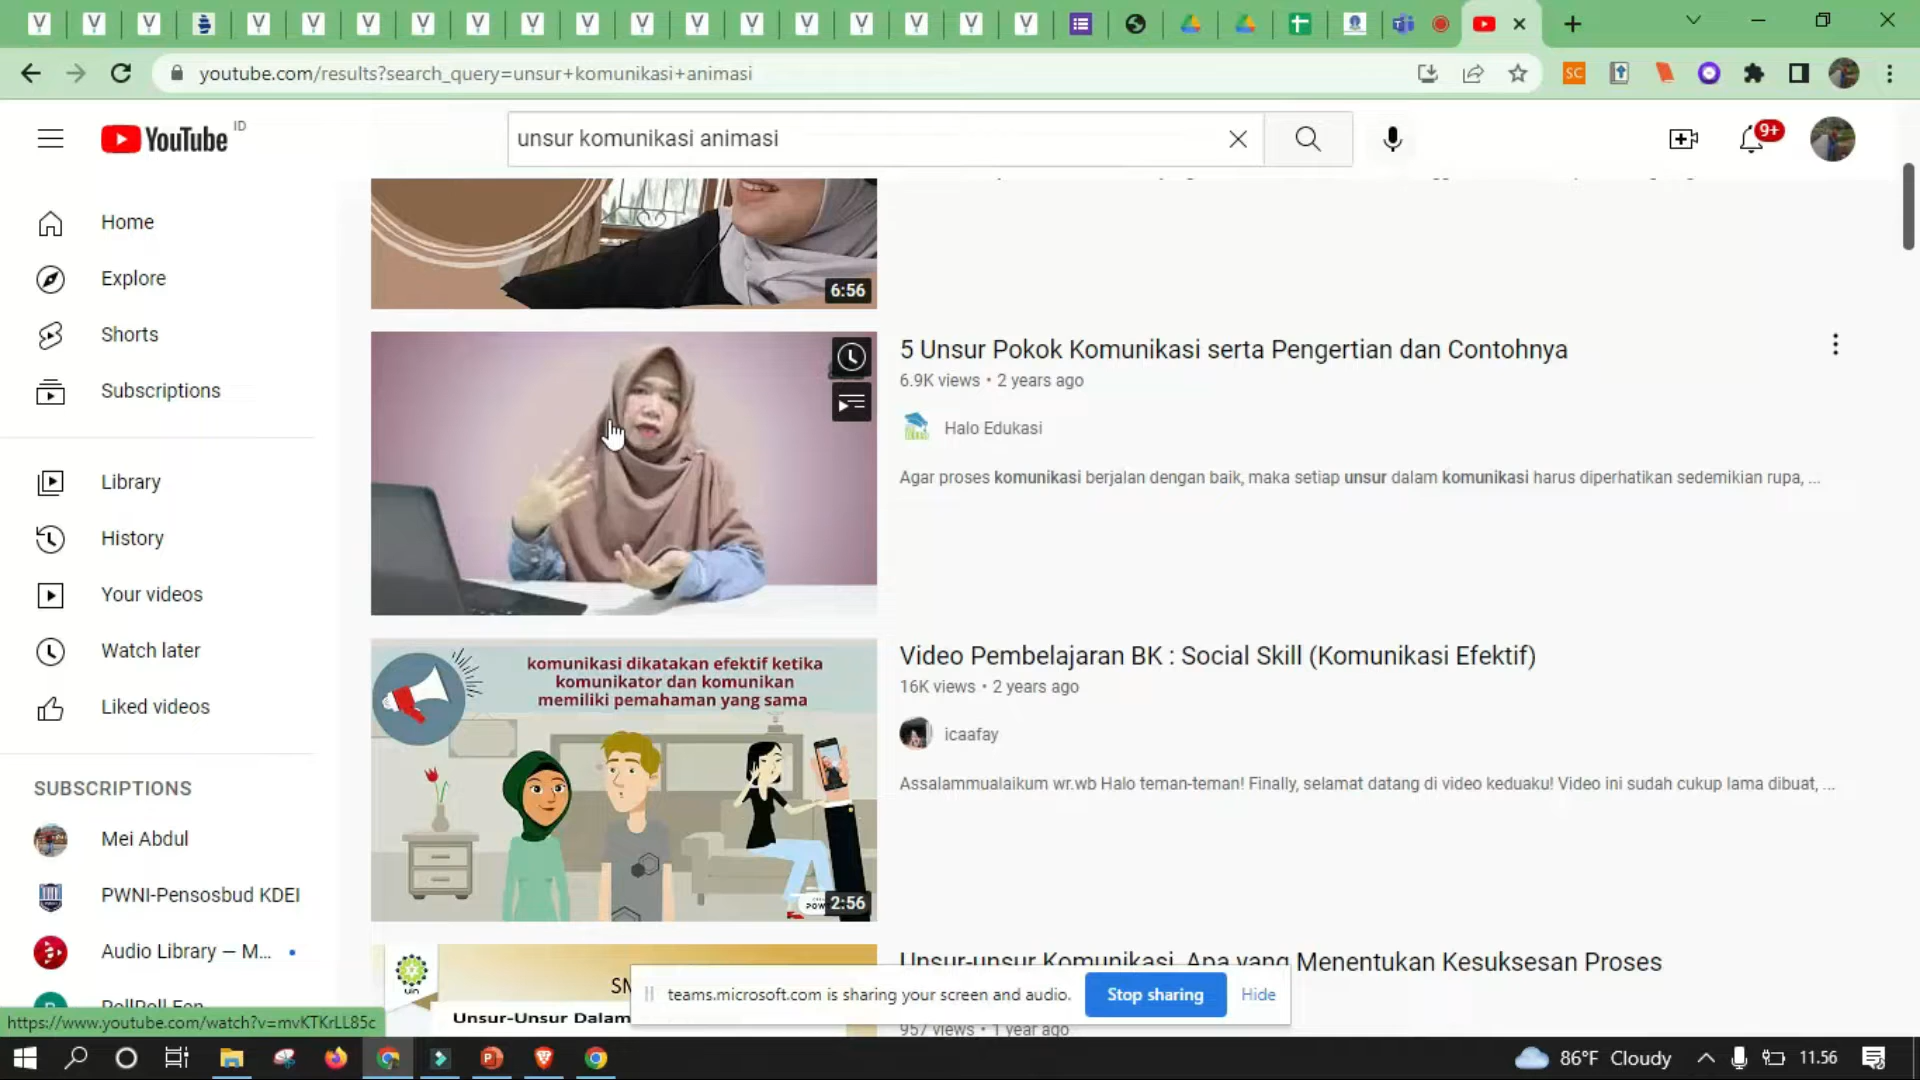 youtube.com/results?search_query=unsur+komunikasi+animasi
SC
YouTube ID
unsur komunikasi animasi
9+
Home
Explore
Shorts
Subscriptions
Library
History
Your videos
Watch later
Liked videos
SUBSCRIPTIONS
Mei Abdul
PWNI-Pensosbud KDEI
Audio Library — M...
6:56
5 Unsur Pokok Komunikasi serta Pengertian dan Contohnya
6.9K views • 2 years ago
Halo Edukasi
Agar proses komunikasi berjalan dengan baik, maka setiap unsur dalam komunikasi harus diperhatikan sedemikian rupa, ...
komunikasi dikatakan efektif ketika
komunikator dan komunikan
memiliki pemahaman yang sama
POW
2:56
Video Pembelajaran BK : Social Skill (Komunikasi Efektif)
16K views • 2 years ago
icaafay
Assalammualaikum wr.wb Halo teman-teman! Finally, selamat datang di video keduaku! Video ini sudah cukup lama dibuat, ...
uin
Unsur-Unsur Dalam
Unsur-unsur Komunikasi, Apa yang Menentukan Kesuksesan Proses
957 views • 1 year ago
teams.microsoft.com is sharing your screen and audio.
Stop sharing
Hide
https://www.youtube.com/watch?v=mvKTKrLL85c
86°F Cloudy
11.56